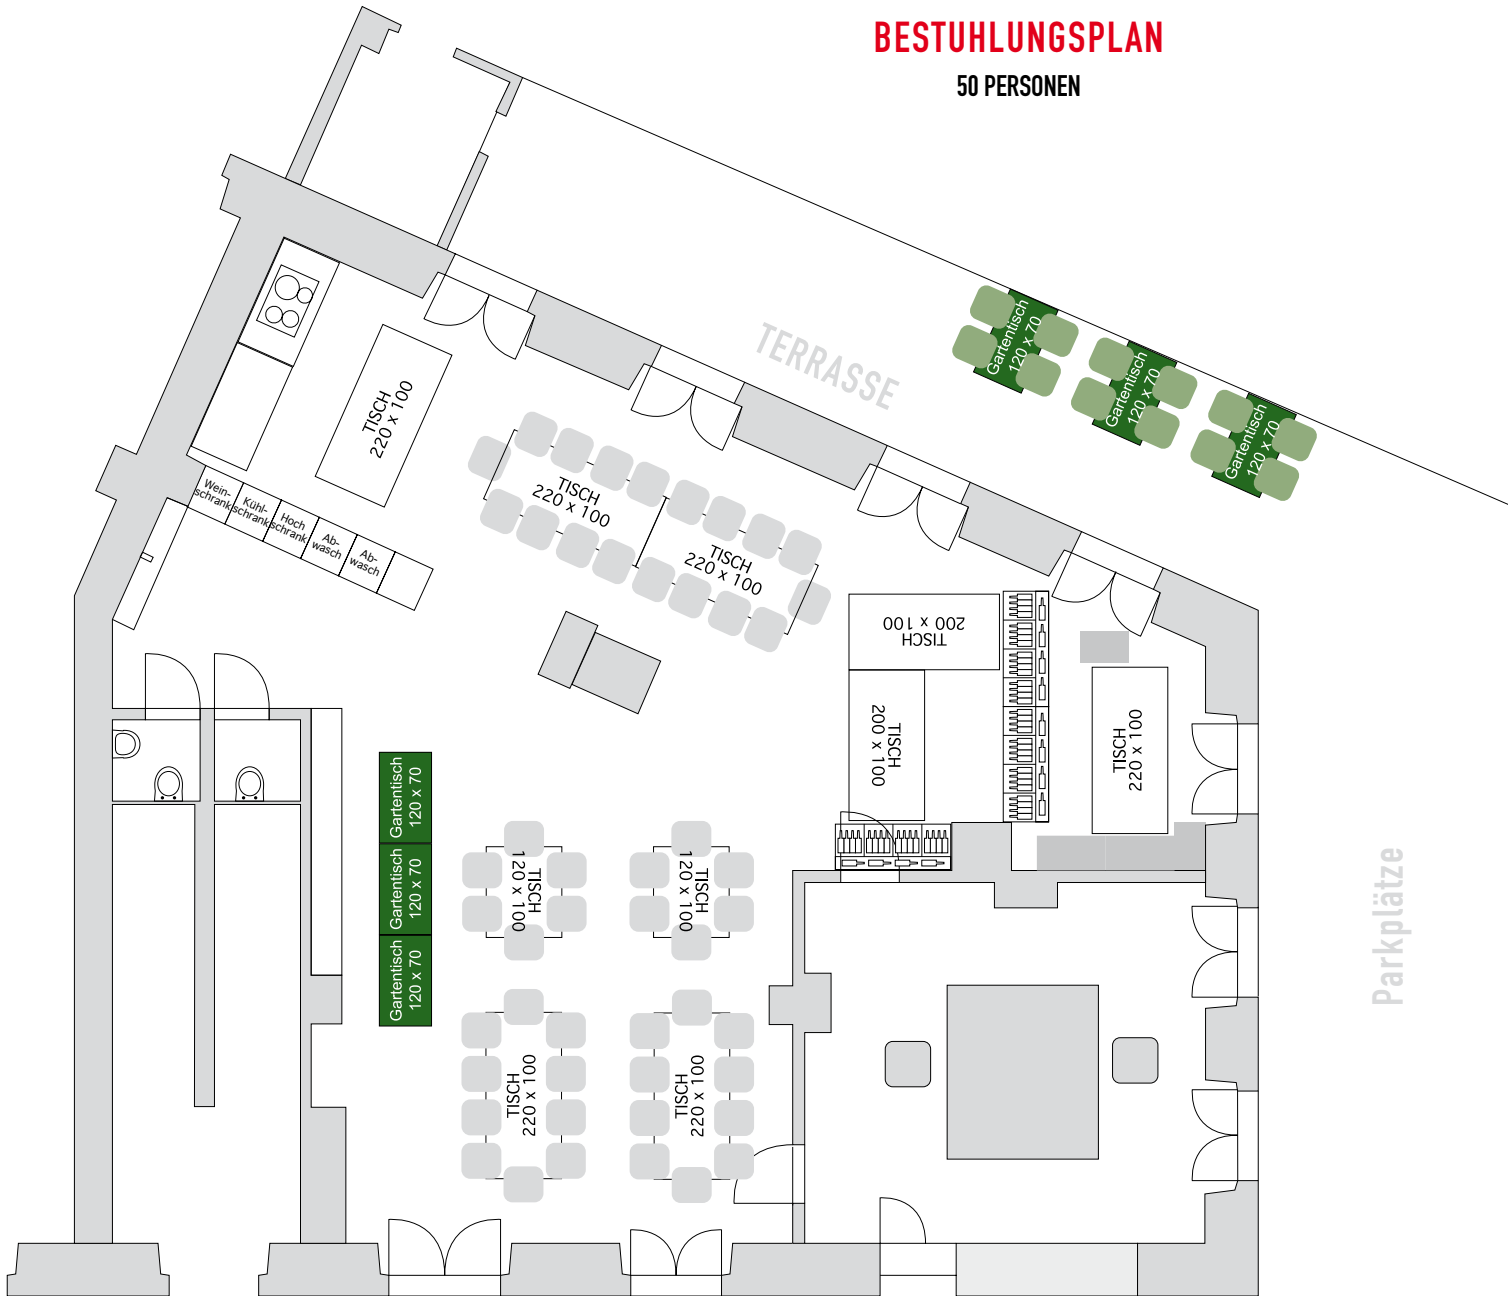 BESTUHLUNGSPLAN
50 PERSONEN
TERRASSE
Gartentisch
120 x 70
Gartentisch
120 x 70
Gartentisch
120 x 70
TISCH
220 x 100
Wein-
schrank
Kühl-
schrank
Hoch
schrank
Ab-
wasch
Ab-
wasch
TISCH
220 x 100
TISCH
220 x 100
TISCH
200 x 100
TISCH
200 x 100
TISCH
220 x 100
Gartentisch
120 x 70
Gartentisch
120 x 70
Gartentisch
120 x 70
TISCH
120 x 100
TISCH
120 x 100
TISCH
220 x 100
TISCH
220 x 100
Parkplätze